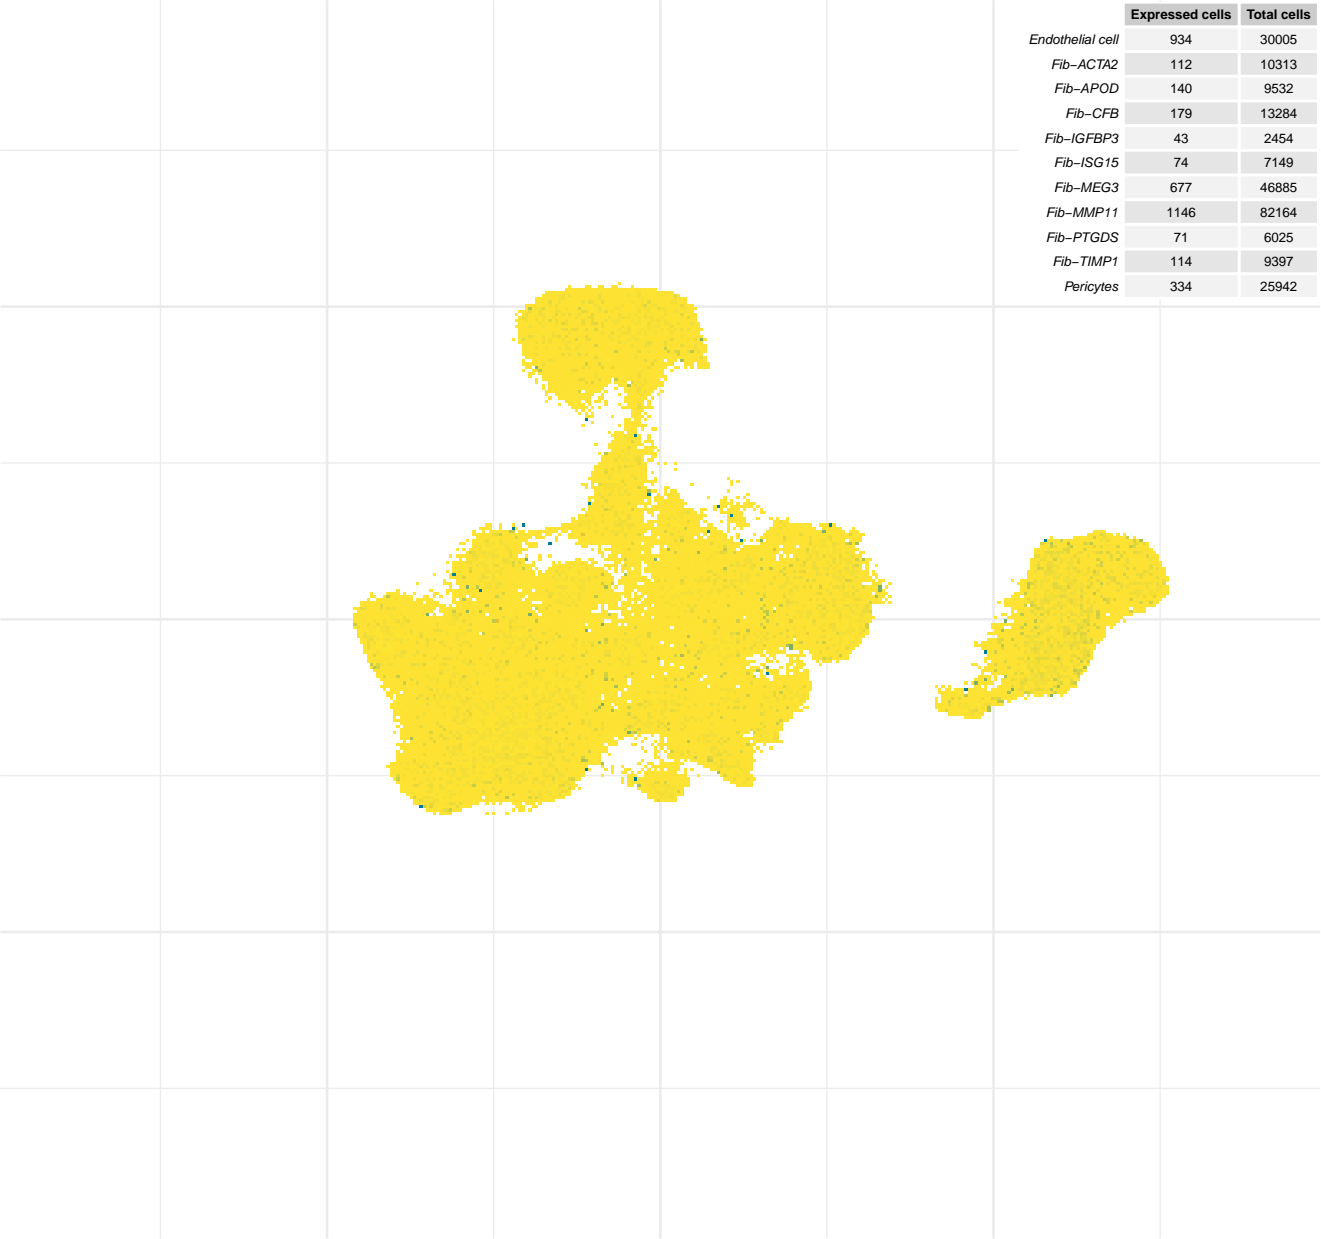 Expressed cells Total cells
Endothelial cell 934 30005
Fib−ACTA2 112 10313
Fib−APOD 140 9532
Fib−CFB 179 13284
Fib−IGFBP3 43 2454
Fib−ISG15 74 7149
Fib−MEG3 677 46885
Fib−MMP11 1146 82164
Fib−PTGDS 71 6025
Fib−TIMP1 114 9397
Pericytes 334 25942